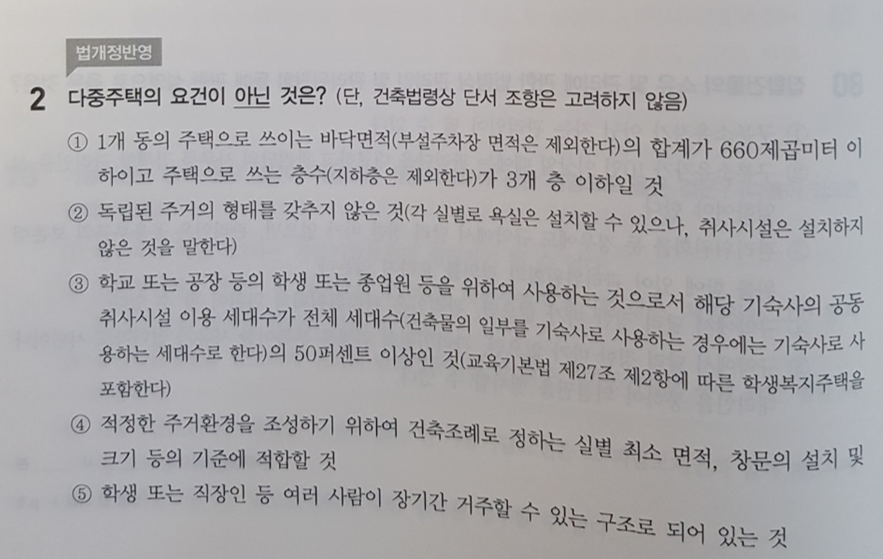 법개정반영
2 다중주택의 요건이 아닌 것은? (단, 건축법령상 단서 조항은 고려하지 않음)
① 1개 동의 주택으로 쓰이는 바닥면적(부설주차장 면적은 제외한다)의 합계가 660제곱미터 이
하이고 주택으로 쓰는 층수(지하층은 제외한다)가 3개 층 이하일 것
② 독립된 주거의 형태를 갖추지 않은 것(각 실별로 욕실은 설치할 수 있으나, 취사시설은 설치하지
않은 것을 말한다)
③ 학교 또는 공장 등의 학생 또는 종업원 등을 위하여 사용하는 것으로서 해당 기숙사의 공동
취사시설 이용 세대수가 전체 세대수(건축물의 일부를 기숙사로 사용하는 경우에는 기숙사로 사
용하는 세대수로 한다)의 50퍼센트 이상인 것(교육기본법 제27조 제2항에 따른 학생복지주택을
포함한다)
④ 적정한 주거환경을 조성하기 위하여 건축조례로 정하는 실별 최소 면적, 창문의 설치 및
크기 등의 기준에 적합할 것
⑤ 학생 또는 직장인 등 여러 사람이 장기간 거주할 수 있는 구조로 되어 있는 것